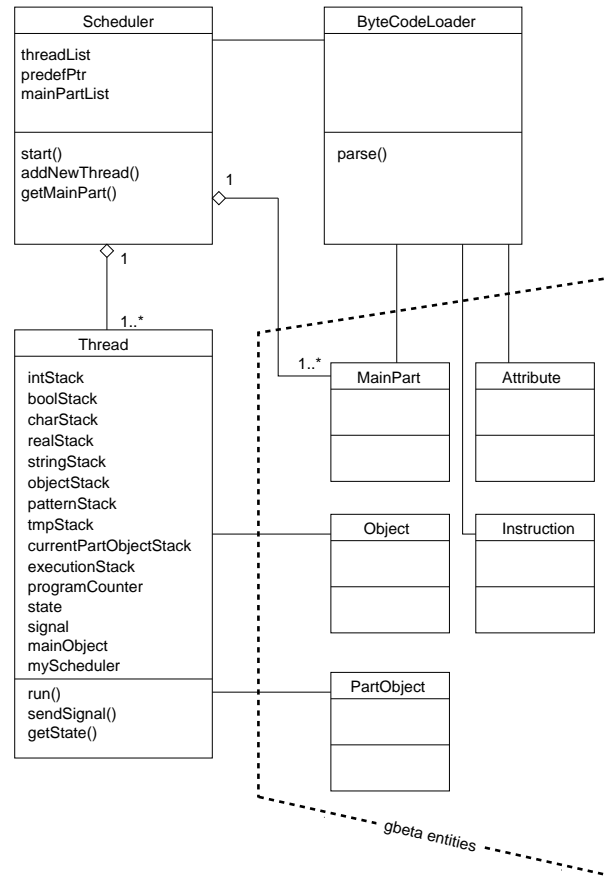 Scheduler
threadList
predefPtr
mainPartList
start()
addNewThread()
getMainPart()
ByteCodeLoader
parse()
1
1
1..*
1..*
Thread
intStack
boolStack
charStack
realStack
stringStack
objectStack
patternStack
tmpStack
currentPartObjectStack
executionStack
programCounter
state
signal
mainObject
myScheduler
run()
sendSignal()
getState()
MainPart
Attribute
Object
Instruction
PartObject
gbeta entities